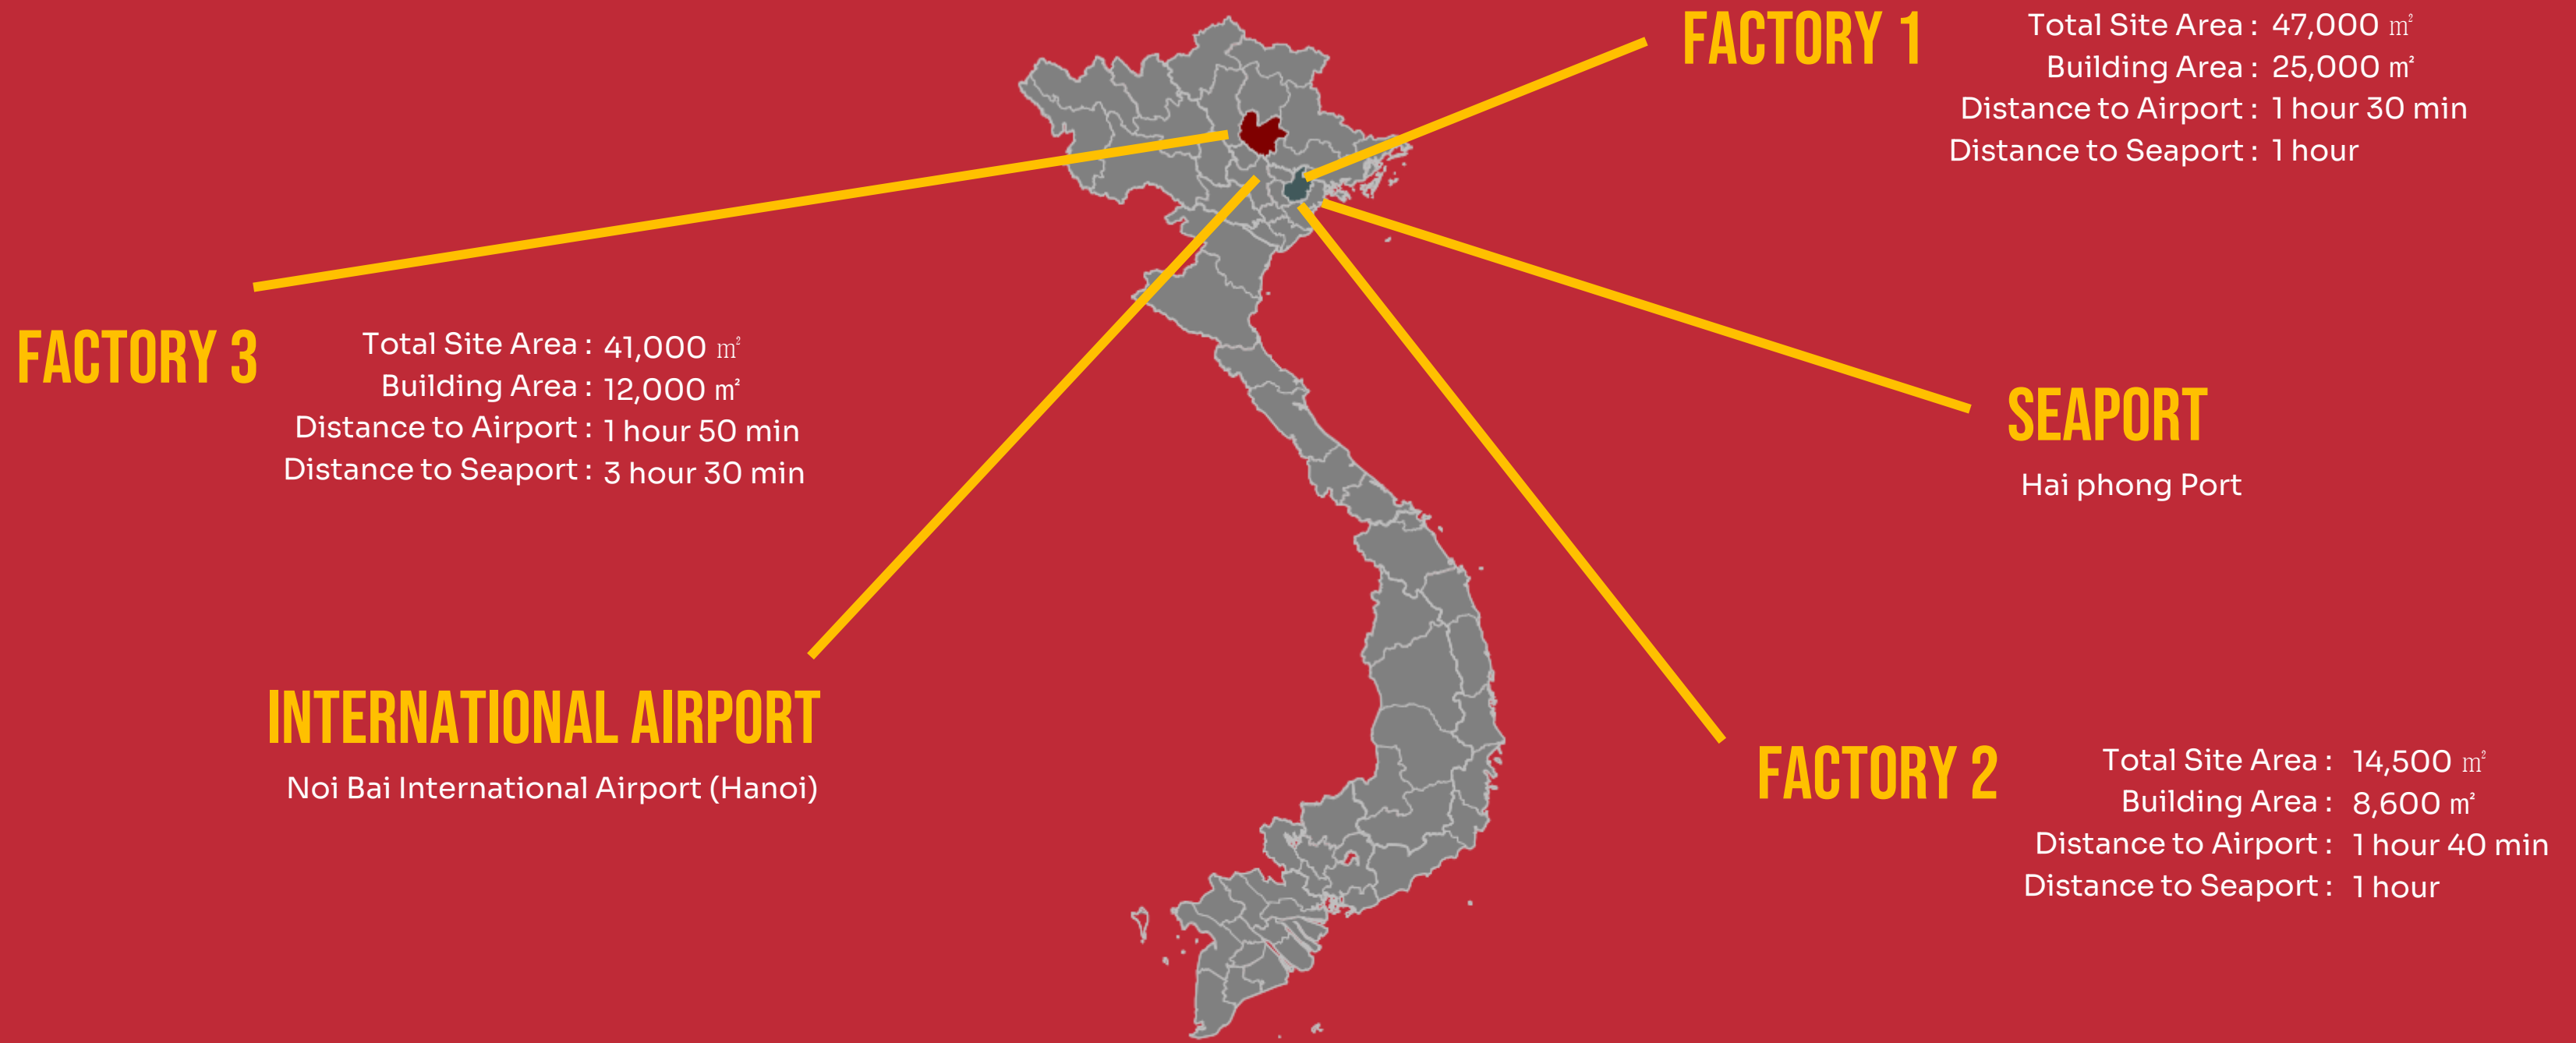 FACTORY 1
Total Site Area : 47,000 ㎡
Building Area : 25,000 ㎡
Distance to Airport : 1 hour 30 min
Distance to Seaport : 1 hour
FACTORY 3
Total Site Area : 41,000 ㎡
Building Area : 12,000 ㎡
Distance to Airport : 1 hour 50 min
Distance to Seaport : 3 hour 30 min
SEAPORT
Hai phong Port
INTERNATIONAL AIRPORT
Noi Bai International Airport (Hanoi)
FACTORY 2
Total Site Area : 14,500 ㎡
Building Area : 8,600 ㎡
Distance to Airport : 1 hour 40 min
Distance to Seaport : 1 hour